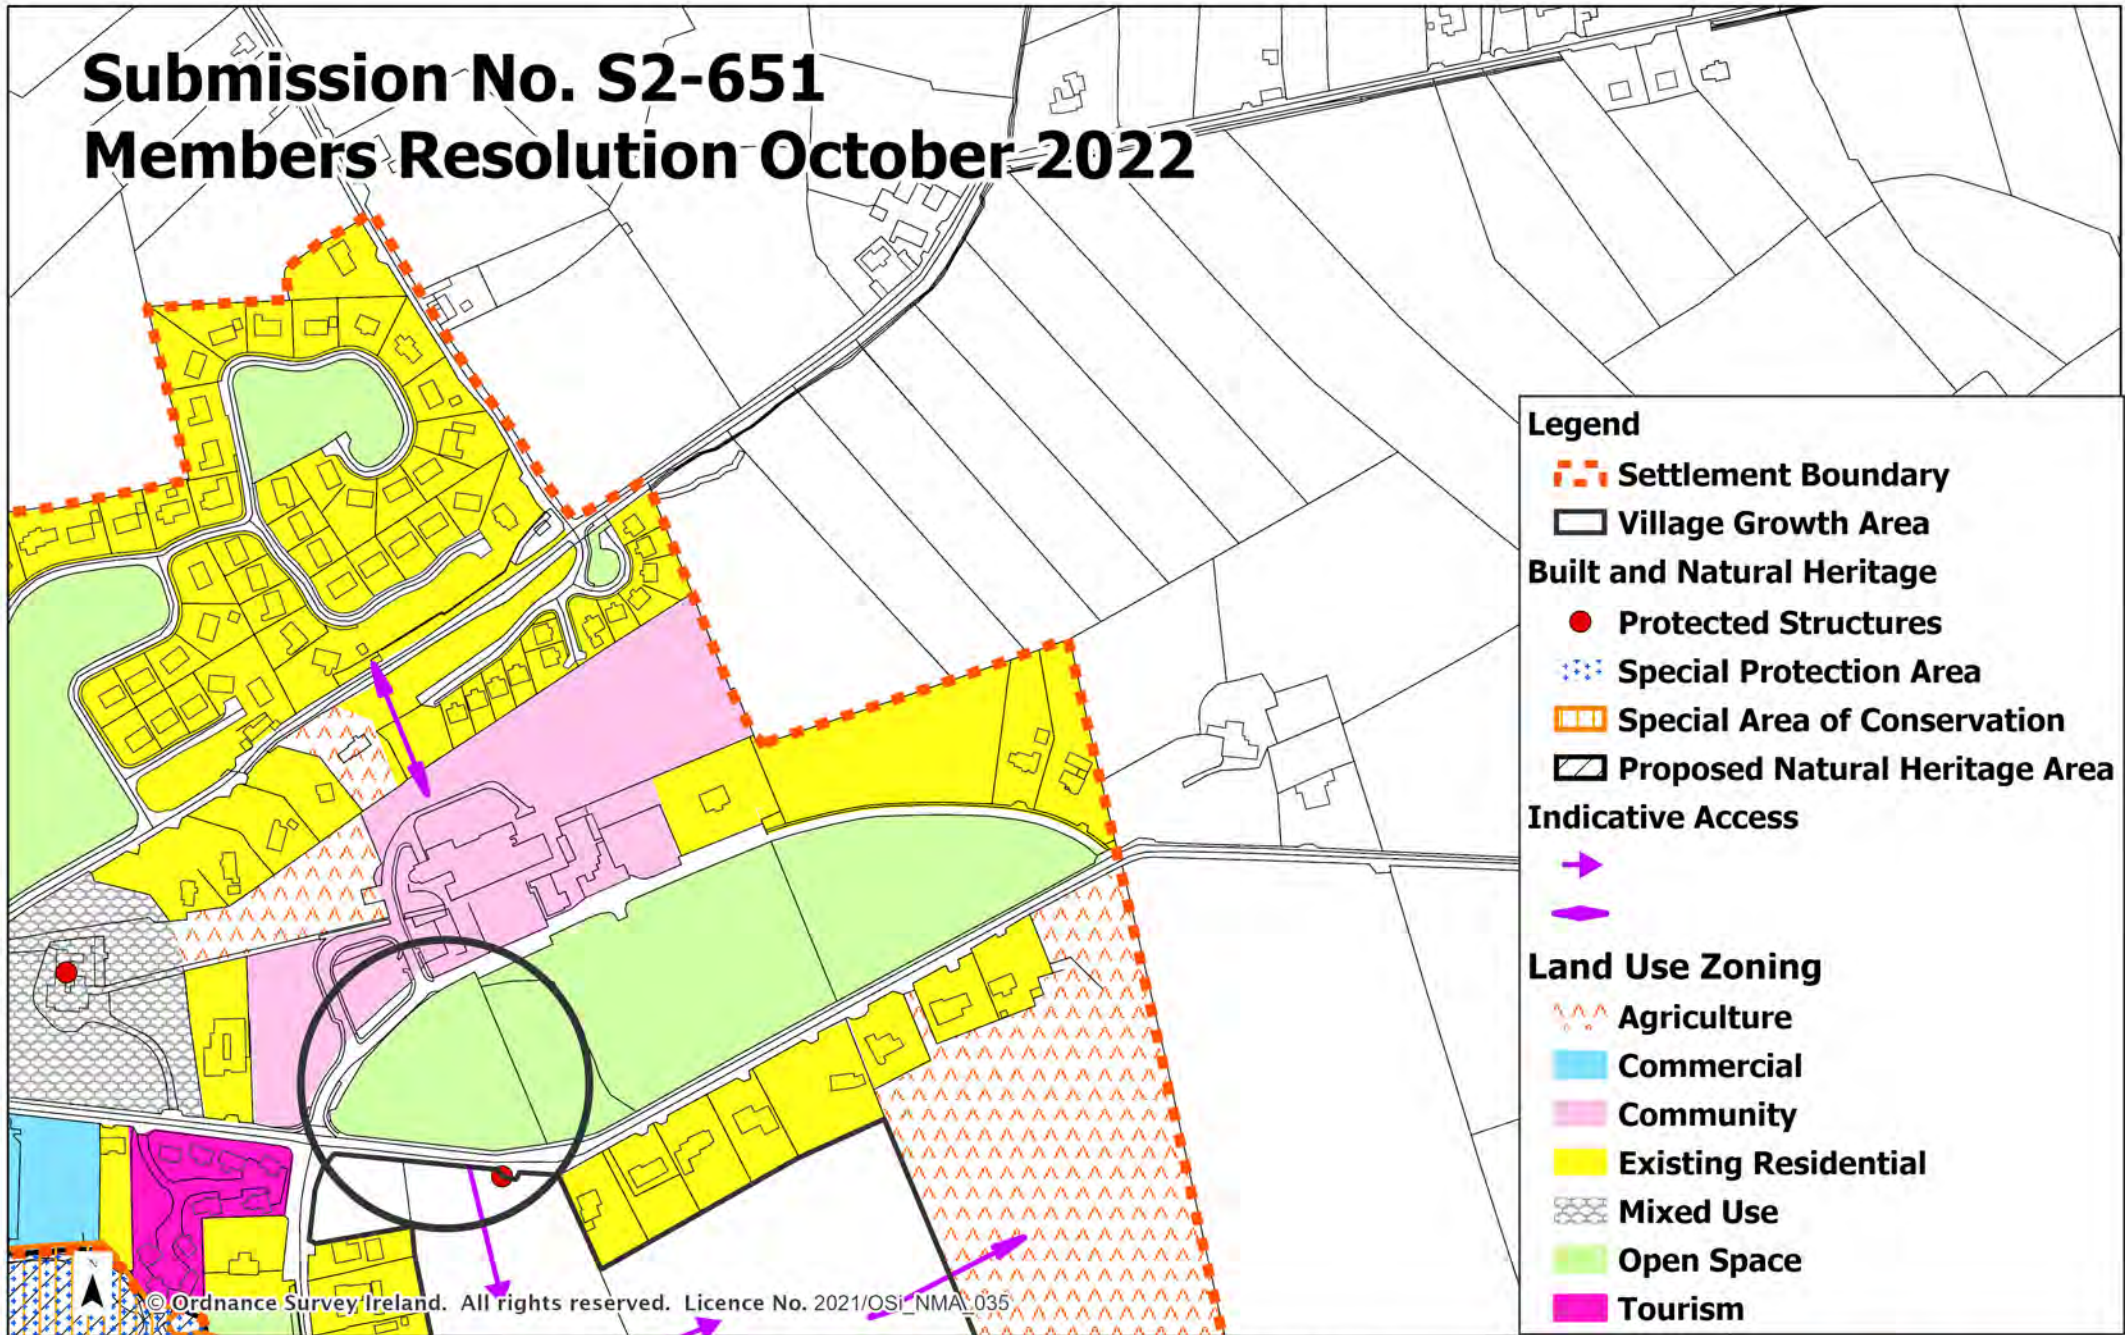 Submission No. S2-651
Members Resolution October 2022
Legend
Settlement Boundary
Village Growth Area
Built and Natural Heritage
Protected Structures
Special Protection Area
Special Area of Conservation
Proposed Natural Heritage Area
Indicative Access
Land Use Zoning
Agriculture
Commercial
Community
Existing Residential
Mixed Use
Open Space
Tourism
N
© Ordnance Survey Ireland. All rights reserved. Licence No. 2021/OSi_NMA_035